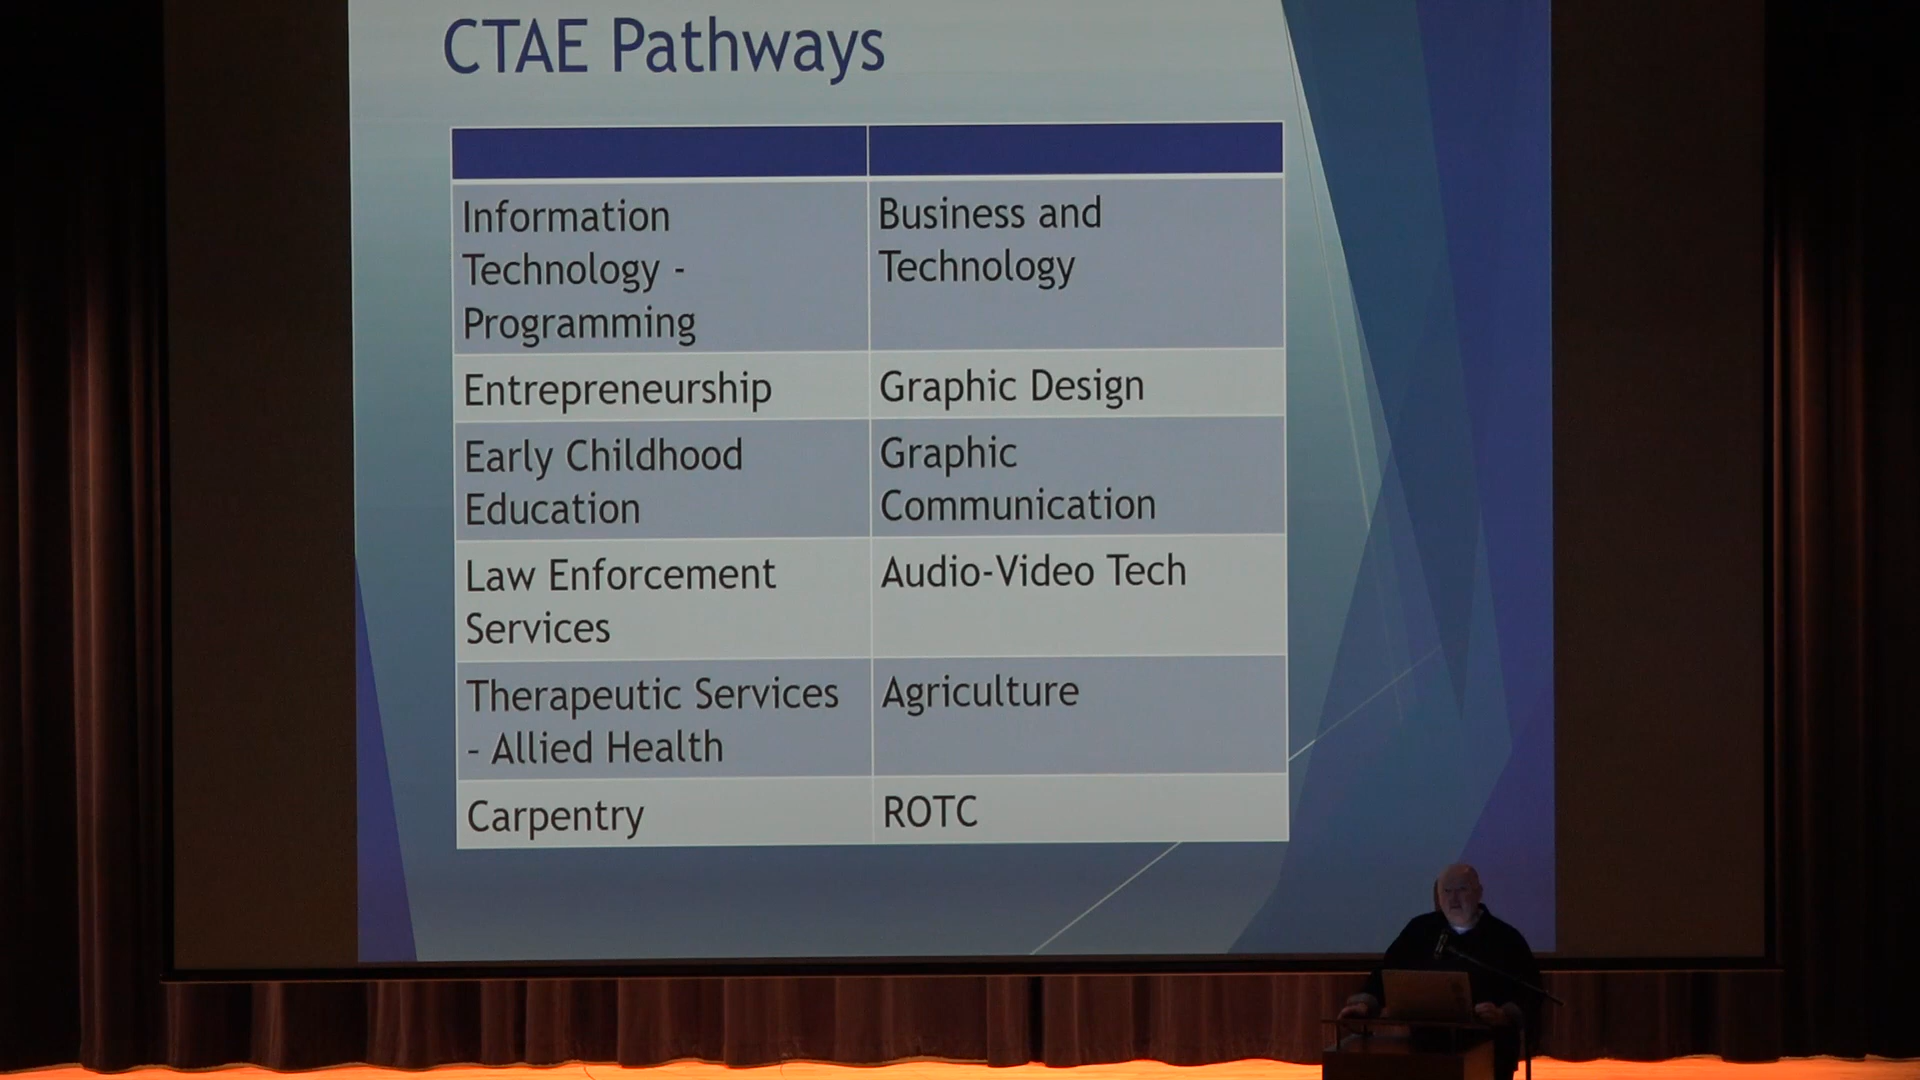 CTAE Pathways
Information
Technology -
Programming
Business and
Technology
Entrepreneurship
Graphic Design
Early Childhood
Education
Graphic
Communication
Law Enforcement
Services
Audio-Video Tech
Therapeutic Services
- Allied Health
Agriculture
Carpentry
ROTC